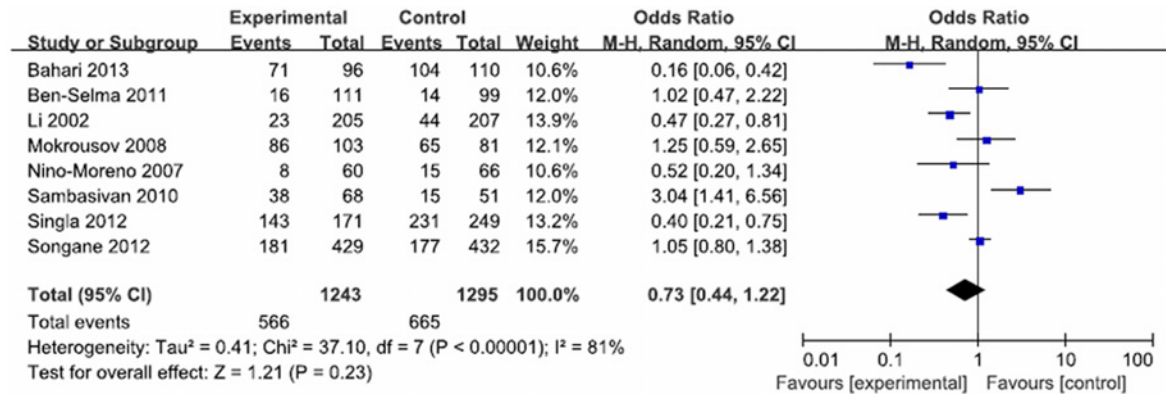 Experimental Control Odds Ratio Odds Ratio
Study or Subgroup Events Total Events Total Weight M-H, Random, 95% CI M-H, Random, 95% CI
Bahari 2013 71 96 104 110 10.6% 0.16 [0.06, 0.42]
Ben-Selma 2011 16 111 14 99 12.0% 1.02 [0.47, 2.22]
Li 2002 23 205 44 207 13.9% 0.47 [0.27, 0.81]
Mokrousov 2008 86 103 65 81 12.1% 1.25 [0.59, 2.65]
Nino-Moreno 2007 8 60 15 66 10.6% 0.52 [0.20, 1.34]
Sambasivan 2010 38 68 15 51 12.0% 3.04 [1.41, 6.56]
Singla 2012 143 171 231 249 13.2% 0.40 [0.21, 0.75]
Songane 2012 181 429 177 432 15.7% 1.05 [0.80, 1.38]
Total (95% CI) 1243 1295 100.0% 0.73 [0.44, 1.22]
Total events 566 665
Heterogeneity: Tau² = 0.41; Chi² = 37.10, df = 7 (P < 0.00001); I² = 81%
Test for overall effect: Z = 1.21 (P = 0.23)
0.01 0.1 1 10 100
Favours [experimental] Favours [control]